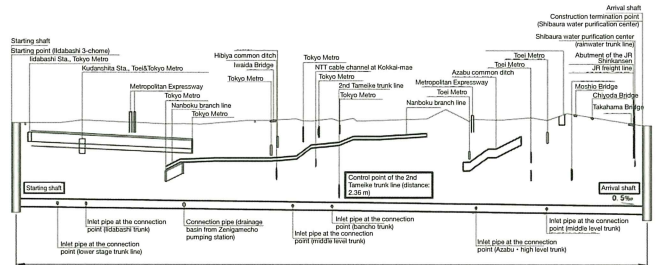 Starting shaft
Starting point (Iidabashi 3-chome)
Iidabashi Sta., Tokyo Metro
Kudanshita Sta., Toei&Tokyo Metro
Metropolitan Expressway
Tokyo Metro
Nanboku branch line
Tokyo Metro
Hibiya common ditch
Iwaida Bridge
Tokyo Metro
Tokyo Metro
NTT cable channel at Kokkai-mae
Tokyo Metro
2nd Tameike trunk line
Tokyo Metro
Nanboku branch line
Azabu common ditch
Metropolitan Expressway
Toei Metro
Toei Metro
Toei Metro
Toei Metro
Arrival shaft
Construction termination point
(Shibaura water purification center)
Shibaura water purification center
(rainwater trunk line)
Abutment of the JR
Shinkansen
JR freight line
Moshio Bridge
Chiyoda Bridge
Takahama Bridge
Starting shaft
Control point of the 2nd
Tameike trunk line (distance:
2.36 m)
Arrival shaft
0.5‰
Inlet pipe at the connection
point (lower stage trunk line)
Inlet pipe at the connection
point (Iidabashi trunk)
Connection pipe (drainage
basin from Zenigamecho
pumping station)
Inlet pipe at the connection
point (middle level trunk)
Inlet pipe at the connection
point (bancho trunk)
Inlet pipe at the connection
point (Azabu・high level trunk)
Inlet pipe at the connection
point (middle level trunk)